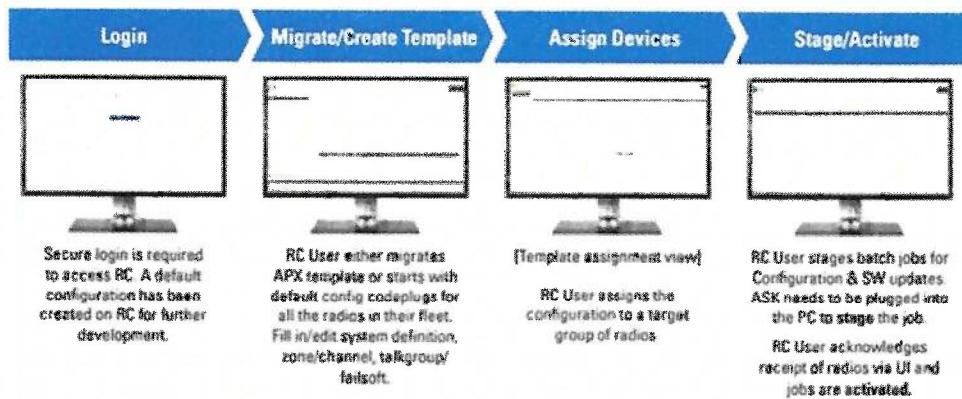 Login
Migrate/Create Template
Assign Devices
Stage/Activate
Secure login is required
to access RC. A default
configuration has been
created on RC for further
development.
RC User either migrates
APX template or starts with
default config codeplugs for
all the radios in their fleet.
Fill in/edit system definition,
zone/channel, talkgroup/
failsoft.
[Template assignment view]
RC User assigns the
configuration to a target
group of radios
RC User stages batch jobs for
Configuration & SW updates.
ASK needs to be plugged into
the PC to stage the job.
RC User acknowledges
receipt of radios via UI and
jobs are activated.